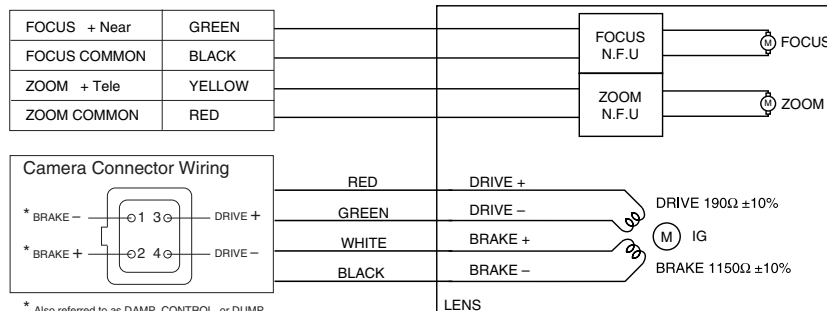 FOCUS + Near GREEN
FOCUS COMMON BLACK
ZOOM + Tele YELLOW
ZOOM COMMON RED
FOCUS
N.F.U
ZOOM
N.F.U
M FOCUS
M ZOOM
Camera Connector Wiring
* BRAKE – 1 3 DRIVE +
* BRAKE + 2 4 DRIVE –
RED DRIVE +
GREEN DRIVE –
WHITE BRAKE +
BLACK BRAKE –
DRIVE 190Ω ±10%
M IG
BRAKE 1150Ω ±10%
* Also referred to as DAMP, CONTROL, or DUMP
LENS